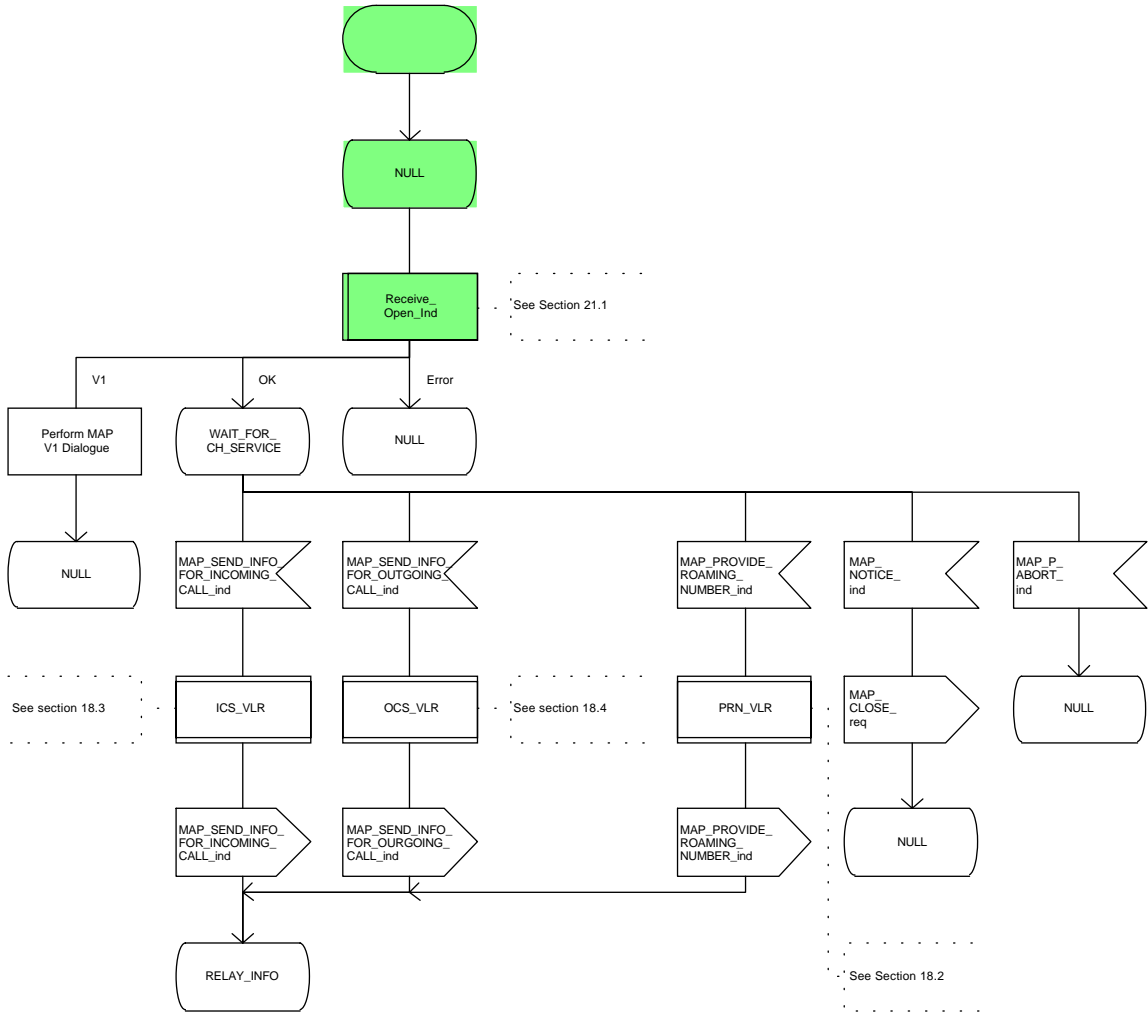 NULL
Receive_
Open_Ind
See Section 21.1
V1
OK
Error
Perform MAP
V1 Dialogue
WAIT_FOR_
CH_SERVICE
NULL
NULL
MAP_SEND_INFO_
FOR_INCOMING_
CALL_ind
MAP_SEND_INFO_
FOR_OUTGOING_
CALL_ind
MAP_PROVIDE_
ROAMING_
NUMBER_ind
MAP_
NOTICE_
ind
MAP_P_
ABORT_
ind
See section 18.3
ICS_VLR
OCS_VLR
See section 18.4
PRN_VLR
MAP_
CLOSE_
req
NULL
MAP_SEND_INFO_
FOR_INCOMING_
CALL_ind
MAP_SEND_INFO_
FOR_OURGOING_
CALL_ind
MAP_PROVIDE_
ROAMING_
NUMBER_ind
NULL
RELAY_INFO
See Section 18.2